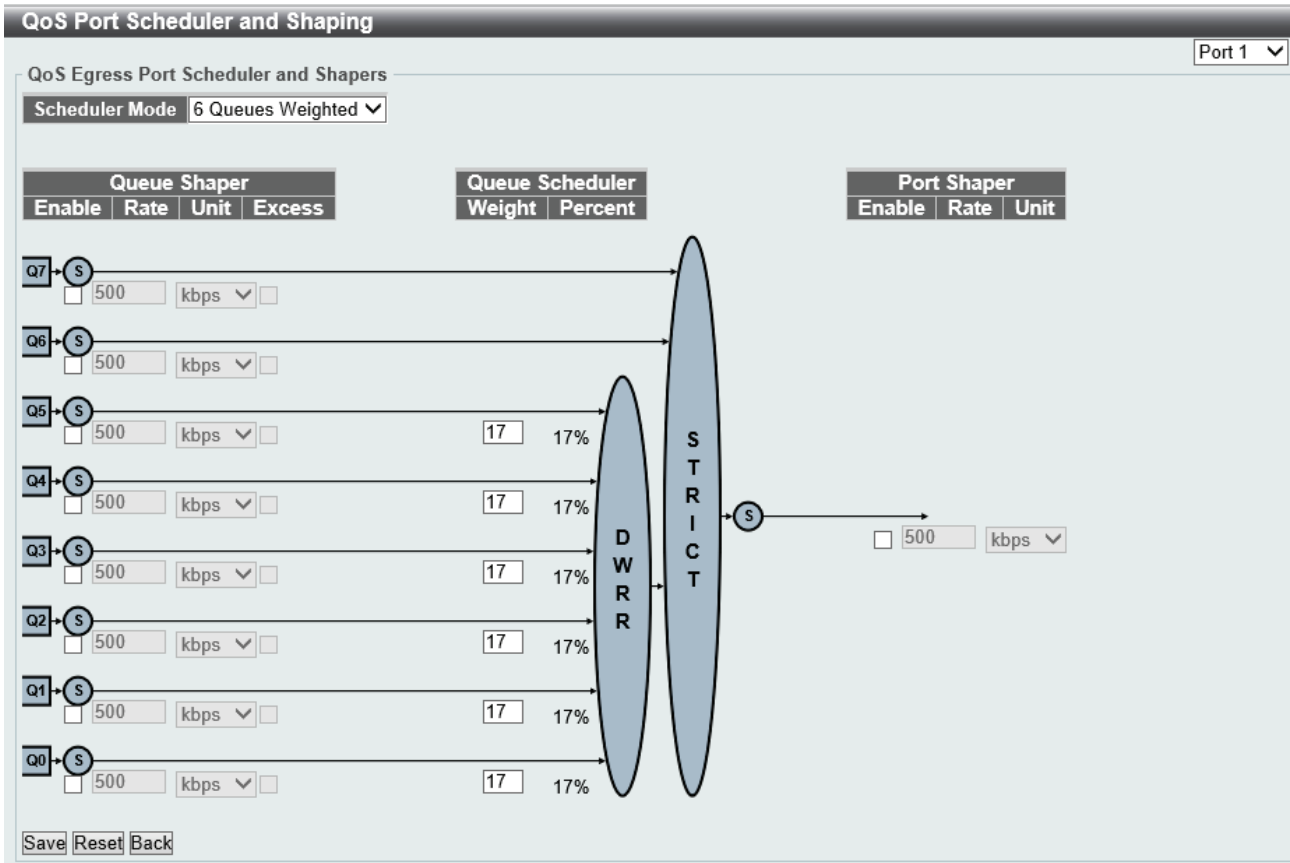 QoS Port Scheduler and Shaping
Port 1
QoS Egress Port Scheduler and Shapers
Scheduler Mode 6 Queues Weighted
Queue Shaper Queue Scheduler Port Shaper
Enable Rate Unit Excess Weight Percent Enable Rate Unit
Q7 S
500 kbps
Q6 S
500 kbps
Q5 S
500 kbps 17 17%
Q4 S
500 kbps 17 17%
Q3 S
500 kbps 17 17%
Q2 S
500 kbps 17 17%
Q1 S
500 kbps 17 17%
Q0 S
500 kbps 17 17%
DWRR
STRICT
S
500 kbps
Save Reset Back